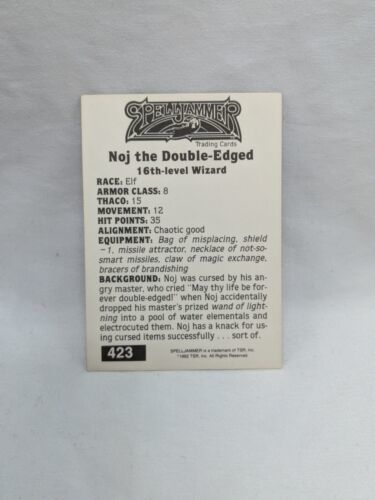 SPELLJAMMER
Trading Cards
Noj the Double-Edged
16th-level Wizard
RACE: Elf
ARMOR CLASS: 8
THACO: 15
MOVEMENT: 12
HIT POINTS: 35
ALIGNMENT: Chaotic good
EQUIPMENT: Bag of misplacing, shield
-1, missile attractor, necklace of not-so-
smart missiles, claw of magic exchange,
bracers of brandishing
BACKGROUND: Noj was cursed by his an-
gry master, who cried "May thy life be for-
ever double-edged!" when Noj accidentally
dropped his master's prized wand of light-
ning into a pool of water elementals and
electrocuted them. Noj has a knack for us-
ing cursed items successfully . . . sort of.
423
SPELLJAMMER is a trademark of TSR, Inc.
©1992 TSR, Inc. All Rights Reserved.